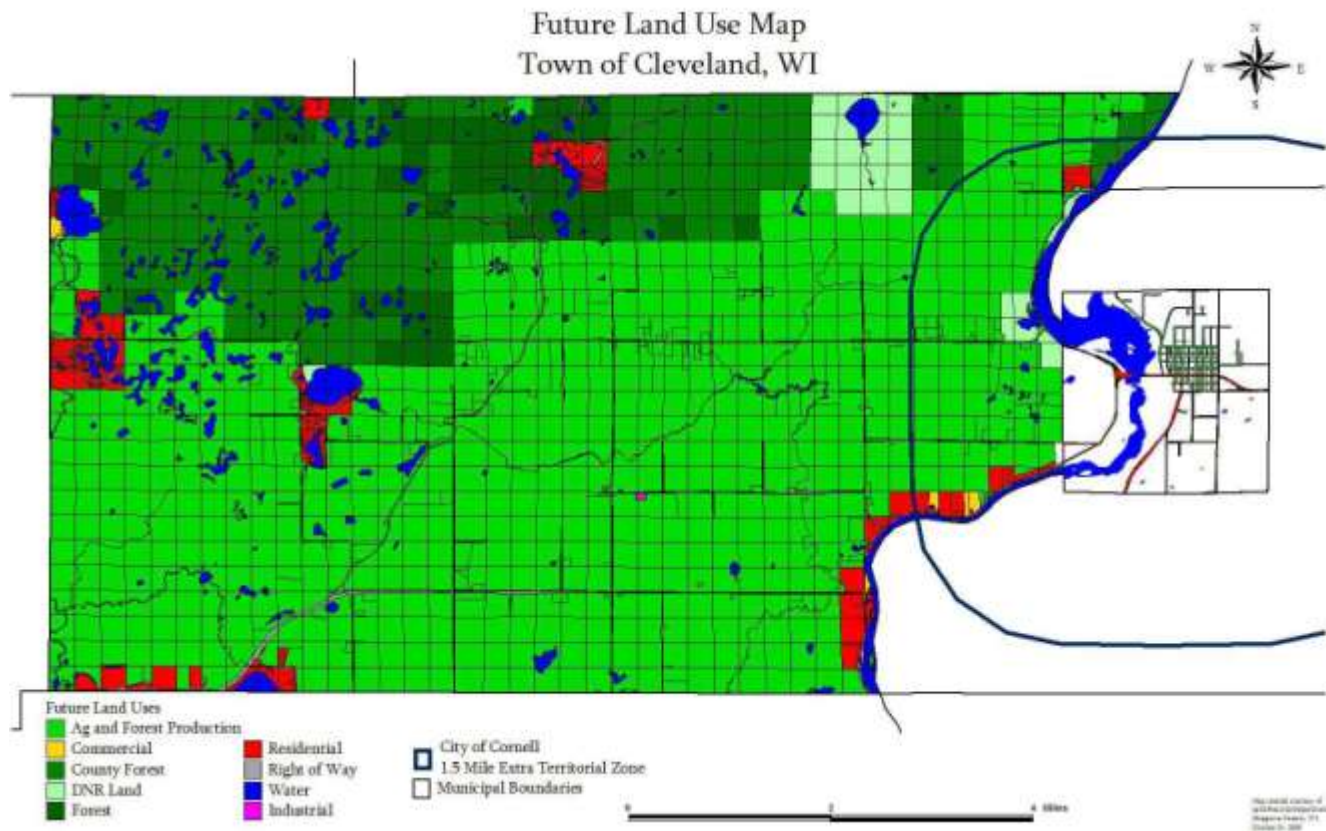 Future Land Use Map
Town of Cleveland, WI
N
W E
S
Future Land Uses
Ag and Forest Production
Commercial
County Forest
DNR Land
Forest
Residential
Right of Way
Water
Industrial
City of Cornell
1.5 Mile Extra Territorial Zone
Municipal Boundaries
0 2 4 Miles